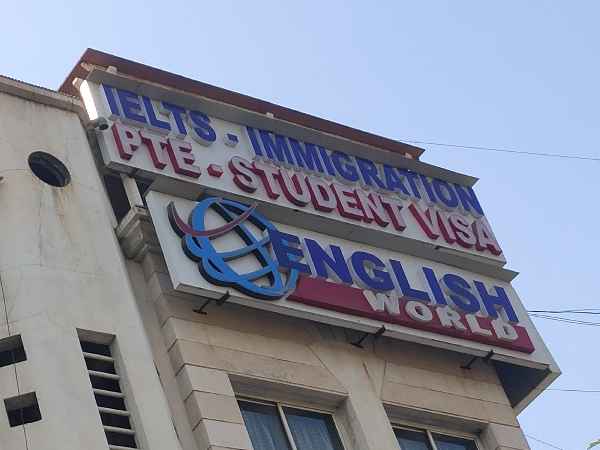 IELTS - IMMIGRATION
PTE - STUDENT VISA
ENGLISH
WORLD